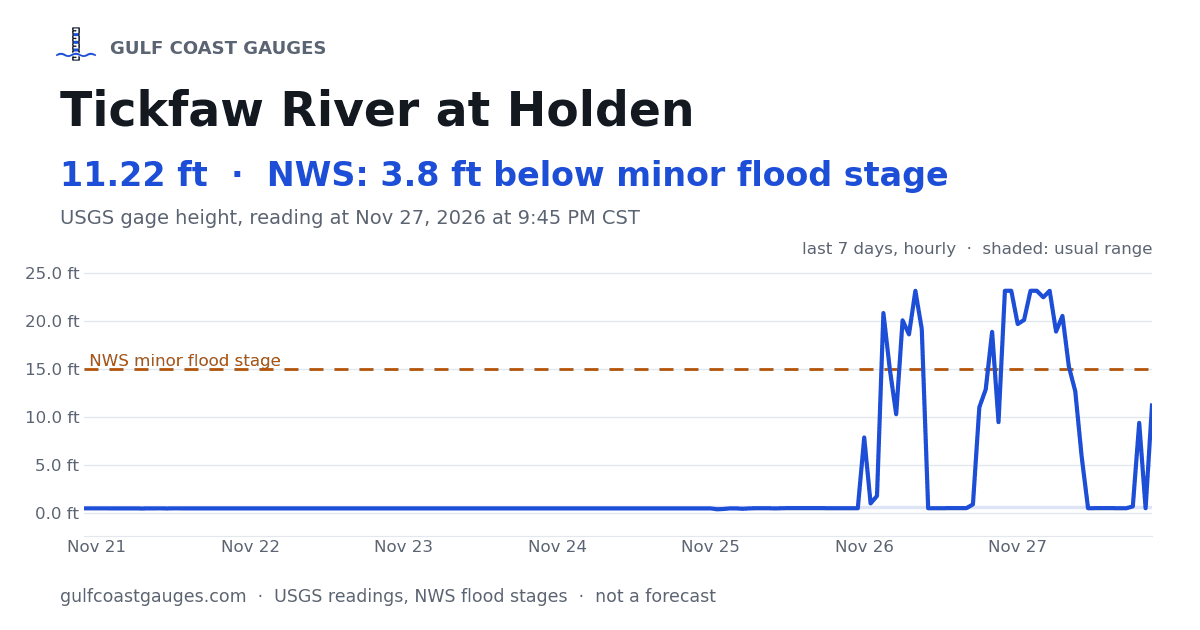 GULF COAST GAUGES
Tickfaw River at Holden
11.22 ft · NWS: 3.8 ft below minor flood stage
USGS gage height, reading at Nov 27, 2026 at 9:45 PM CST
last 7 days, hourly · shaded: usual range
25.0 ft
20.0 ft
NWS minor flood stage
15.0 ft
10.0 ft
5.0 ft
0.0 ft
Nov 21 Nov 22 Nov 23 Nov 24 Nov 25 Nov 26 Nov 27
gulfcoastgauges.com · USGS readings, NWS flood stages · not a forecast